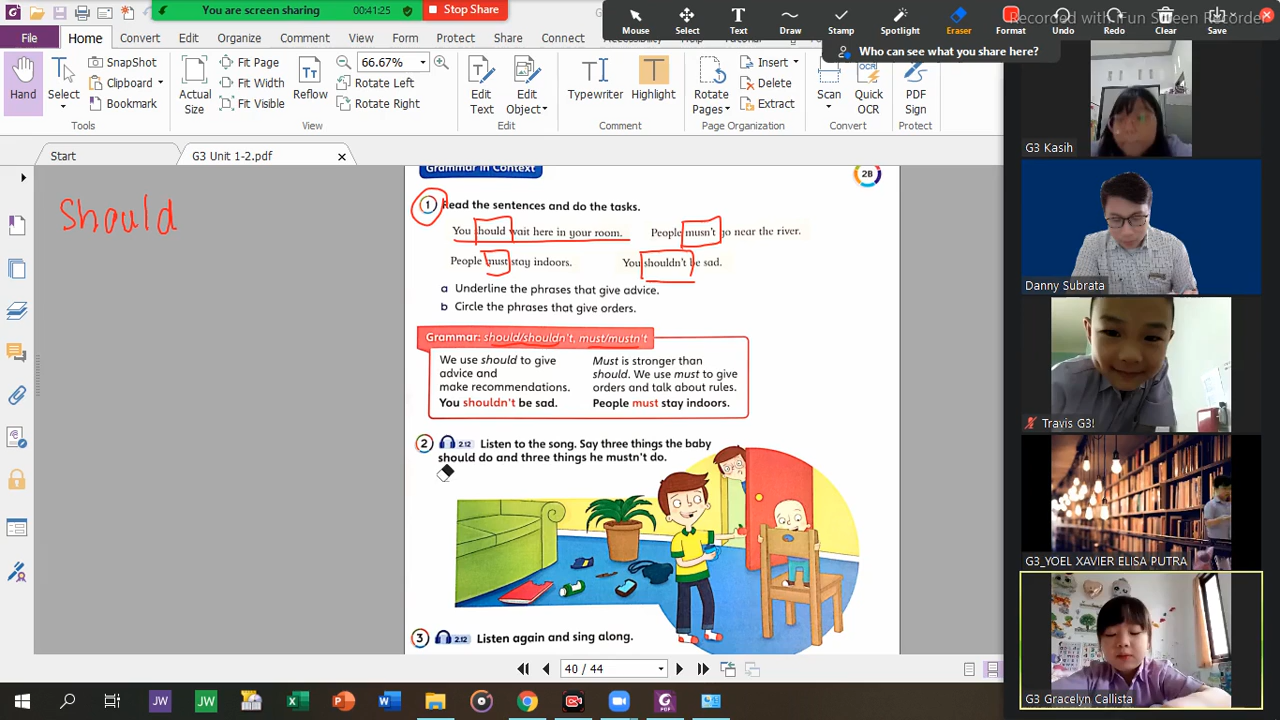 You are screen sharing
00:41:25
Stop Share
Mouse
Select
Text
Draw
Stamp
Spotlight
Eraser
Format
Undo
Redo
Clear
Save
Recorded with iFun Screen Recorder
Who can see what you share here?
File
Home
Convert
Edit
Organize
Comment
View
Form
Protect
Hand
Select
SnapShot
Clipboard
Bookmark
Tools
Actual Size
Fit Page
Fit Width
Fit Visible
Reflow
66.67%
Rotate Left
Rotate Right
View
Edit Text
Edit Object
Edit
Typewriter
Highlight
Comment
Rotate Pages
Insert
Delete
Extract
Page Organization
Scan
Quick OCR
Convert
PDF Sign
Protect
Start
G3 Unit 1-2.pdf
Should
Grammar in Context
2B
1 Read the sentences and do the tasks.
You should wait here in your room.
People musn't go near the river.
People must stay indoors.
You shouldn't be sad.
a Underline the phrases that give advice.
b Circle the phrases that give orders.
Grammar: should/shouldn't, must/mustn't
We use should to give
advice and
make recommendations.
You shouldn't be sad.
Must is stronger than
should. We use must to give
orders and talk about rules.
People must stay indoors.
2 2.12 Listen to the song. Say three things the baby
should do and three things he mustn't do.
3 2.12 Listen again and sing along.
40 / 44
G3 Kasih
Danny Subrata
Travis G3!
G3_YOEL XAVIER ELISA PUTRA
G3 Gracelyn Callista
JW
JW